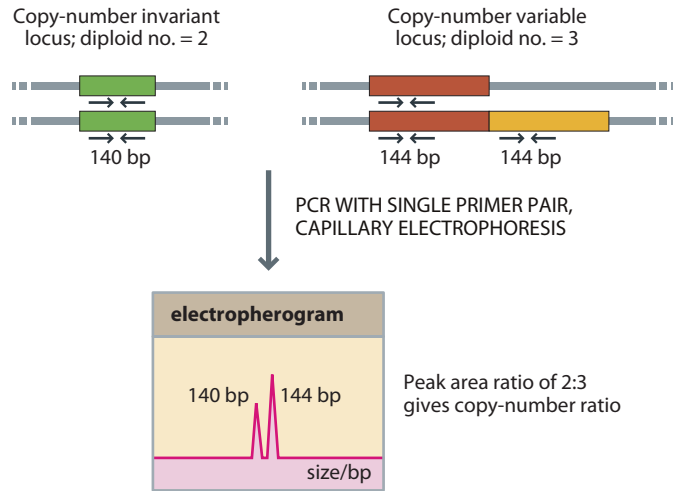 Copy-number invariant
locus; diploid no. = 2
Copy-number variable
locus; diploid no. = 3
140 bp
144 bp
144 bp
PCR WITH SINGLE PRIMER PAIR,
CAPILLARY ELECTROPHORESIS
electropherogram
140 bp
144 bp
size/bp
Peak area ratio of 2:3
gives copy-number ratio